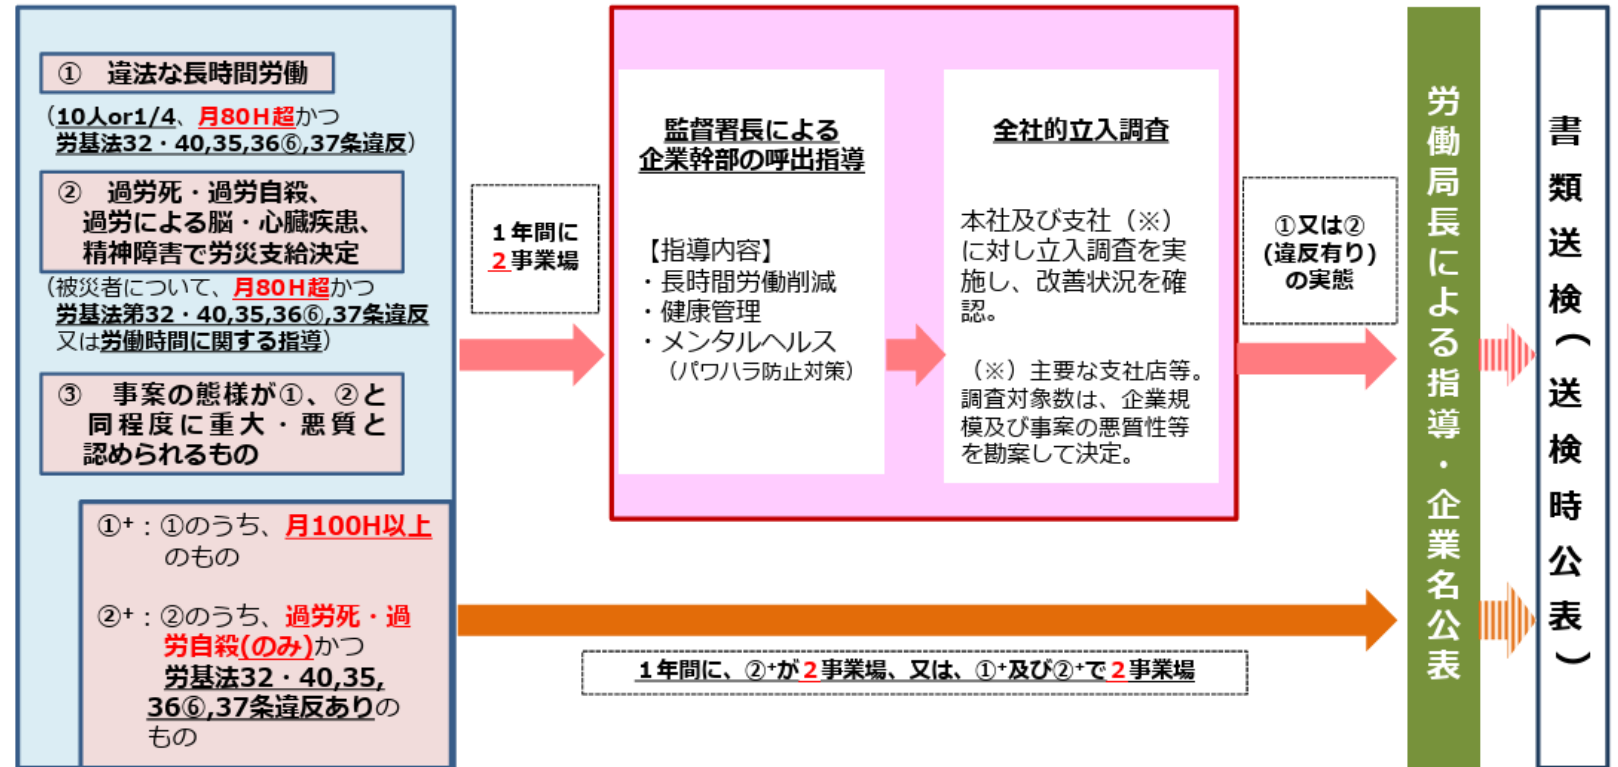 ① 違法な長時間労働
（10人or1/4、月80H超かつ
労基法32・40,35,36⑥,37条違反）
② 過労死・過労自殺、
過労による脳・心臓疾患、
精神障害で労災支給決定
（被災者について、月80H超かつ
労基法第32・40,35,36⑥,37条違反
又は労働時間に関する指導）
③ 事案の態様が①、②と
同程度に重大・悪質と
認められるもの
①⁺：①のうち、月100H以上
のもの
②⁺：②のうち、過労死・過
労自殺(のみ)かつ
労基法32・40,35,
36⑥,37条違反ありの
もの
１年間に
２事業場
監督署長による
企業幹部の呼出指導
【指導内容】
・長時間労働削減
・健康管理
・メンタルヘルス
（パワハラ防止対策）
全社的立入調査
本社及び支社（※）
に対し立入調査を実
施し、改善状況を確
認。
（※）主要な支社店等。
調査対象数は、企業規
模及び事案の悪質性等
を勘案して決定。
①又は②
(違反有り)
の実態
１年間に、②⁺が２事業場、又は、①⁺及び②⁺で２事業場
労働局長による指導・企業名公表
書類送検（送検時公表）